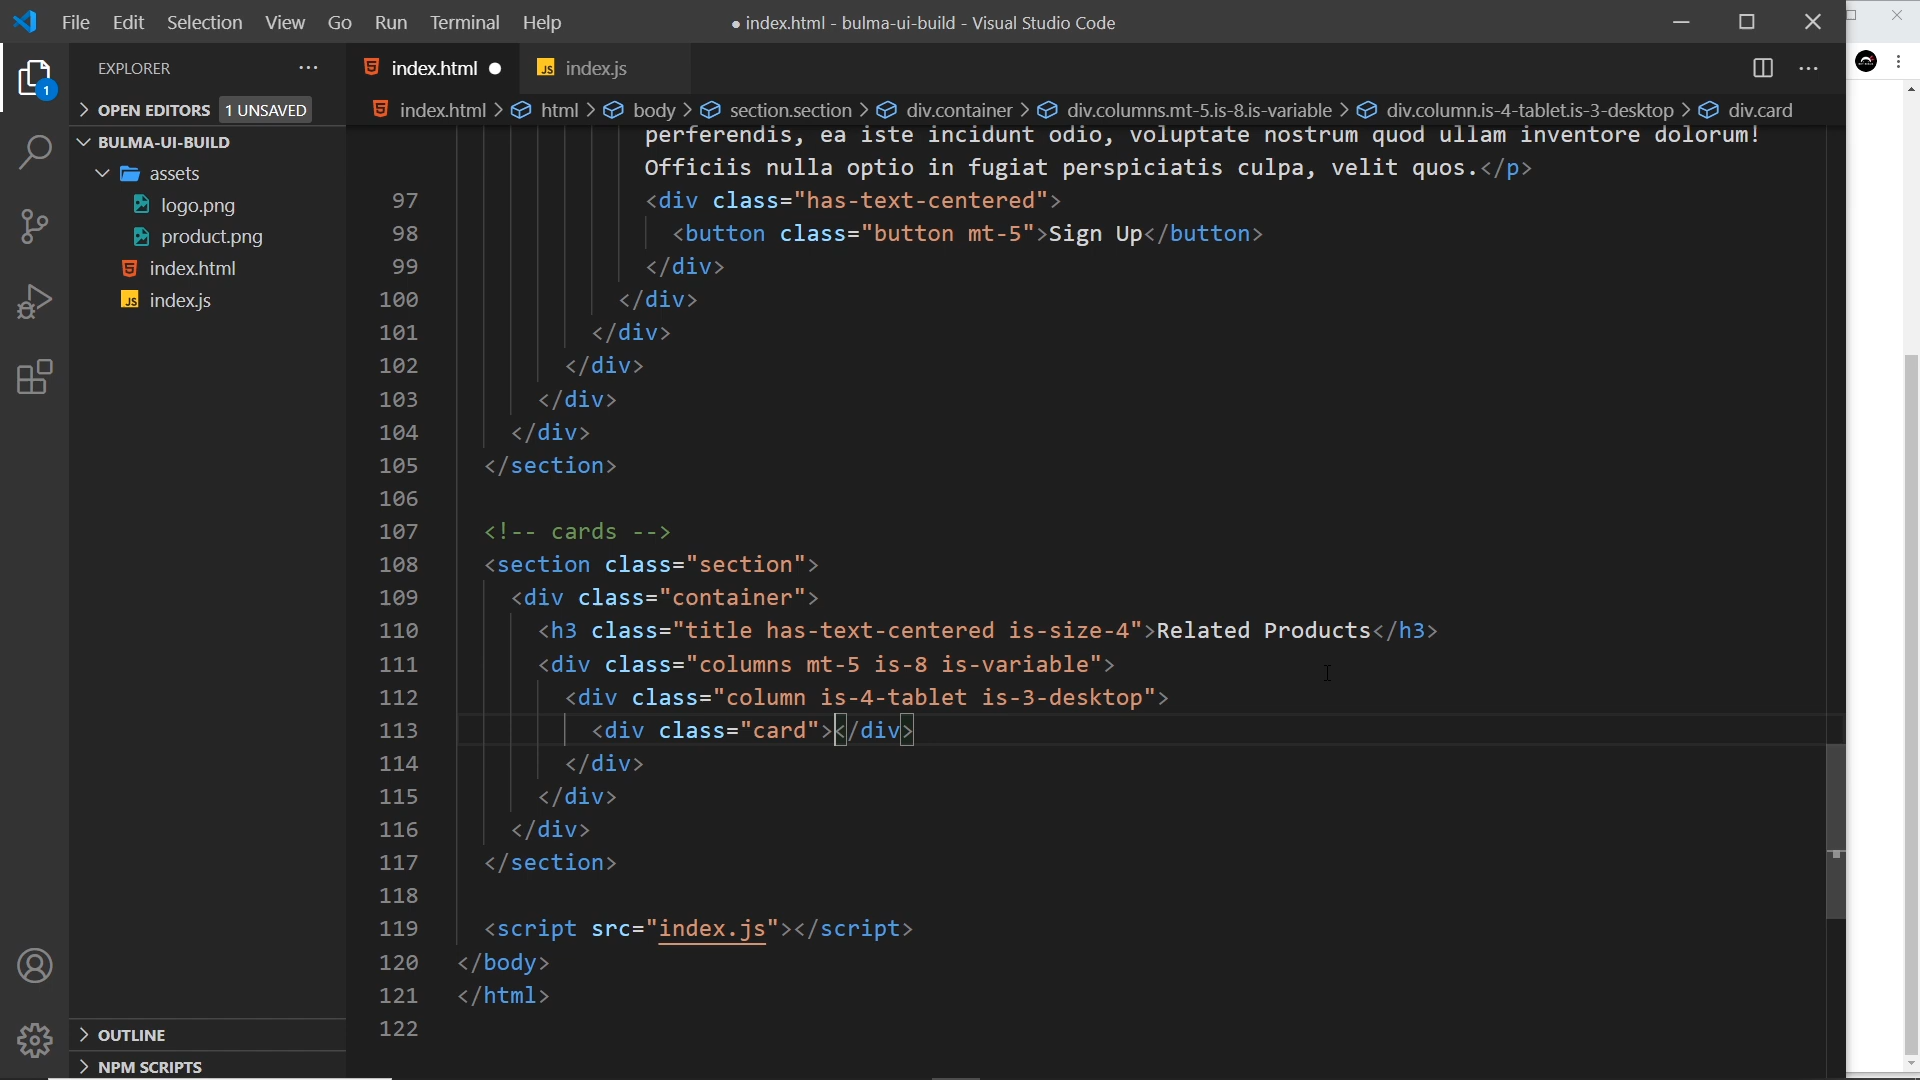 File Edit Selection View Go Run Terminal Help
● index.html - bulma-ui-build - Visual Studio Code
EXPLORER
index.html
JS index.js
OPEN EDITORS 1 UNSAVED
index.html > html > body > section.section > div.container > div.columns.mt-5.is-8.is-variable > div.column.is-4-tablet.is-3-desktop > div.card
1
BULMA-UI-BUILD
assets
logo.png
product.png
index.html
JS index.js
OUTLINE
NPM SCRIPTS
perferendis, ea iste incidunt odio, voluptate nostrum quod ullam inventore dolorum!
Officiis nulla optio in fugiat perspiciatis culpa, velit quos.</p>
97 <div class="has-text-centered">
98 <button class="button mt-5">Sign Up</button>
99 </div>
100 </div>
101 </div>
102 </div>
103 </div>
104 </div>
105 </section>
106
107 <!-- cards -->
108 <section class="section">
109 <div class="container">
110 <h3 class="title has-text-centered is-size-4">Related Products</h3>
111 <div class="columns mt-5 is-8 is-variable">
112 <div class="column is-4-tablet is-3-desktop">
113 <div class="card"></div>
114 </div>
115 </div>
116 </div>
117 </section>
118
119 <script src="index.js"></script>
120 </body>
121 </html>
122